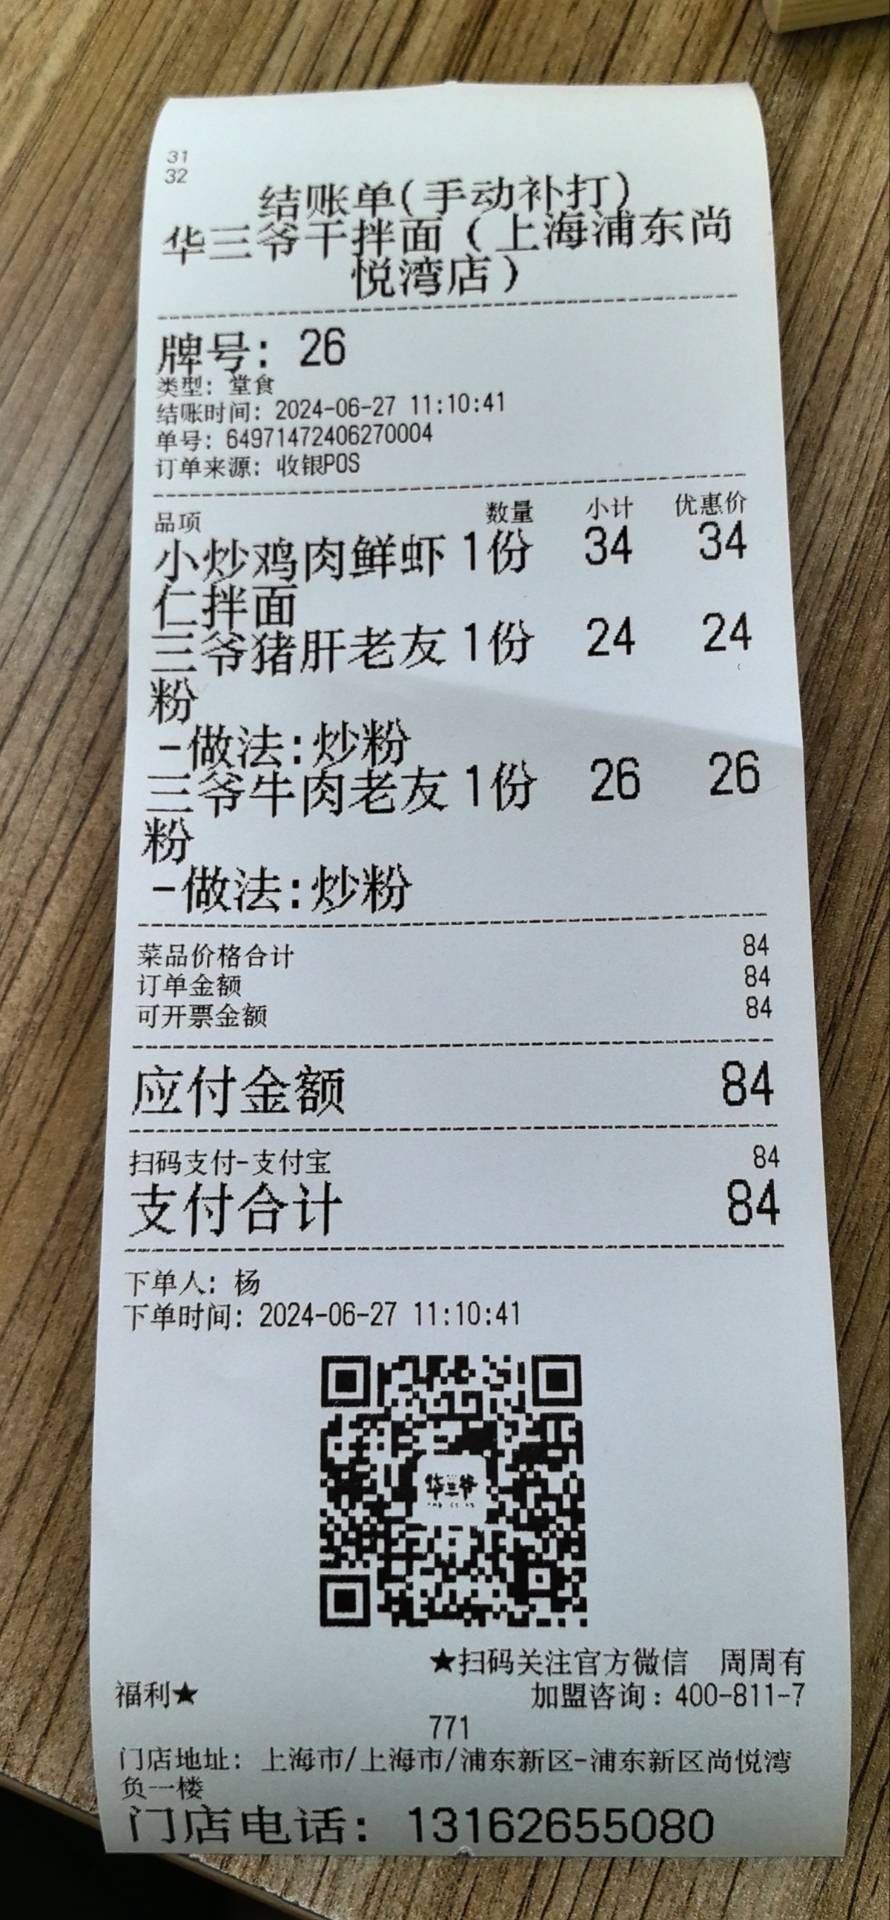 31
32
结账单(手动补打)
华三爷干拌面(上海浦东尚
悦湾店)
牌号: 26
类型: 堂食
结账时间: 2024-06-27 11:10:41
单号: 64971472406270004
订单来源: 收银POS
品项 数量 小计 优惠价
小炒鸡肉鲜虾 1份 34 34
仁拌面
三爷猪肝老友 1份 24 24
粉
-做法:炒粉
三爷牛肉老友 1份 26 26
粉
-做法:炒粉
菜品价格合计 84
订单金额 84
可开票金额 84
应付金额 84
扫码支付-支付宝 84
支付合计 84
下单人: 杨
下单时间: 2024-06-27 11:10:41
华三爷
★扫码关注官方微信 周周有
福利★ 加盟咨询: 400-811-7
771
门店地址: 上海市/上海市/浦东新区-浦东新区尚悦湾
负一楼
门店电话: 13162655080